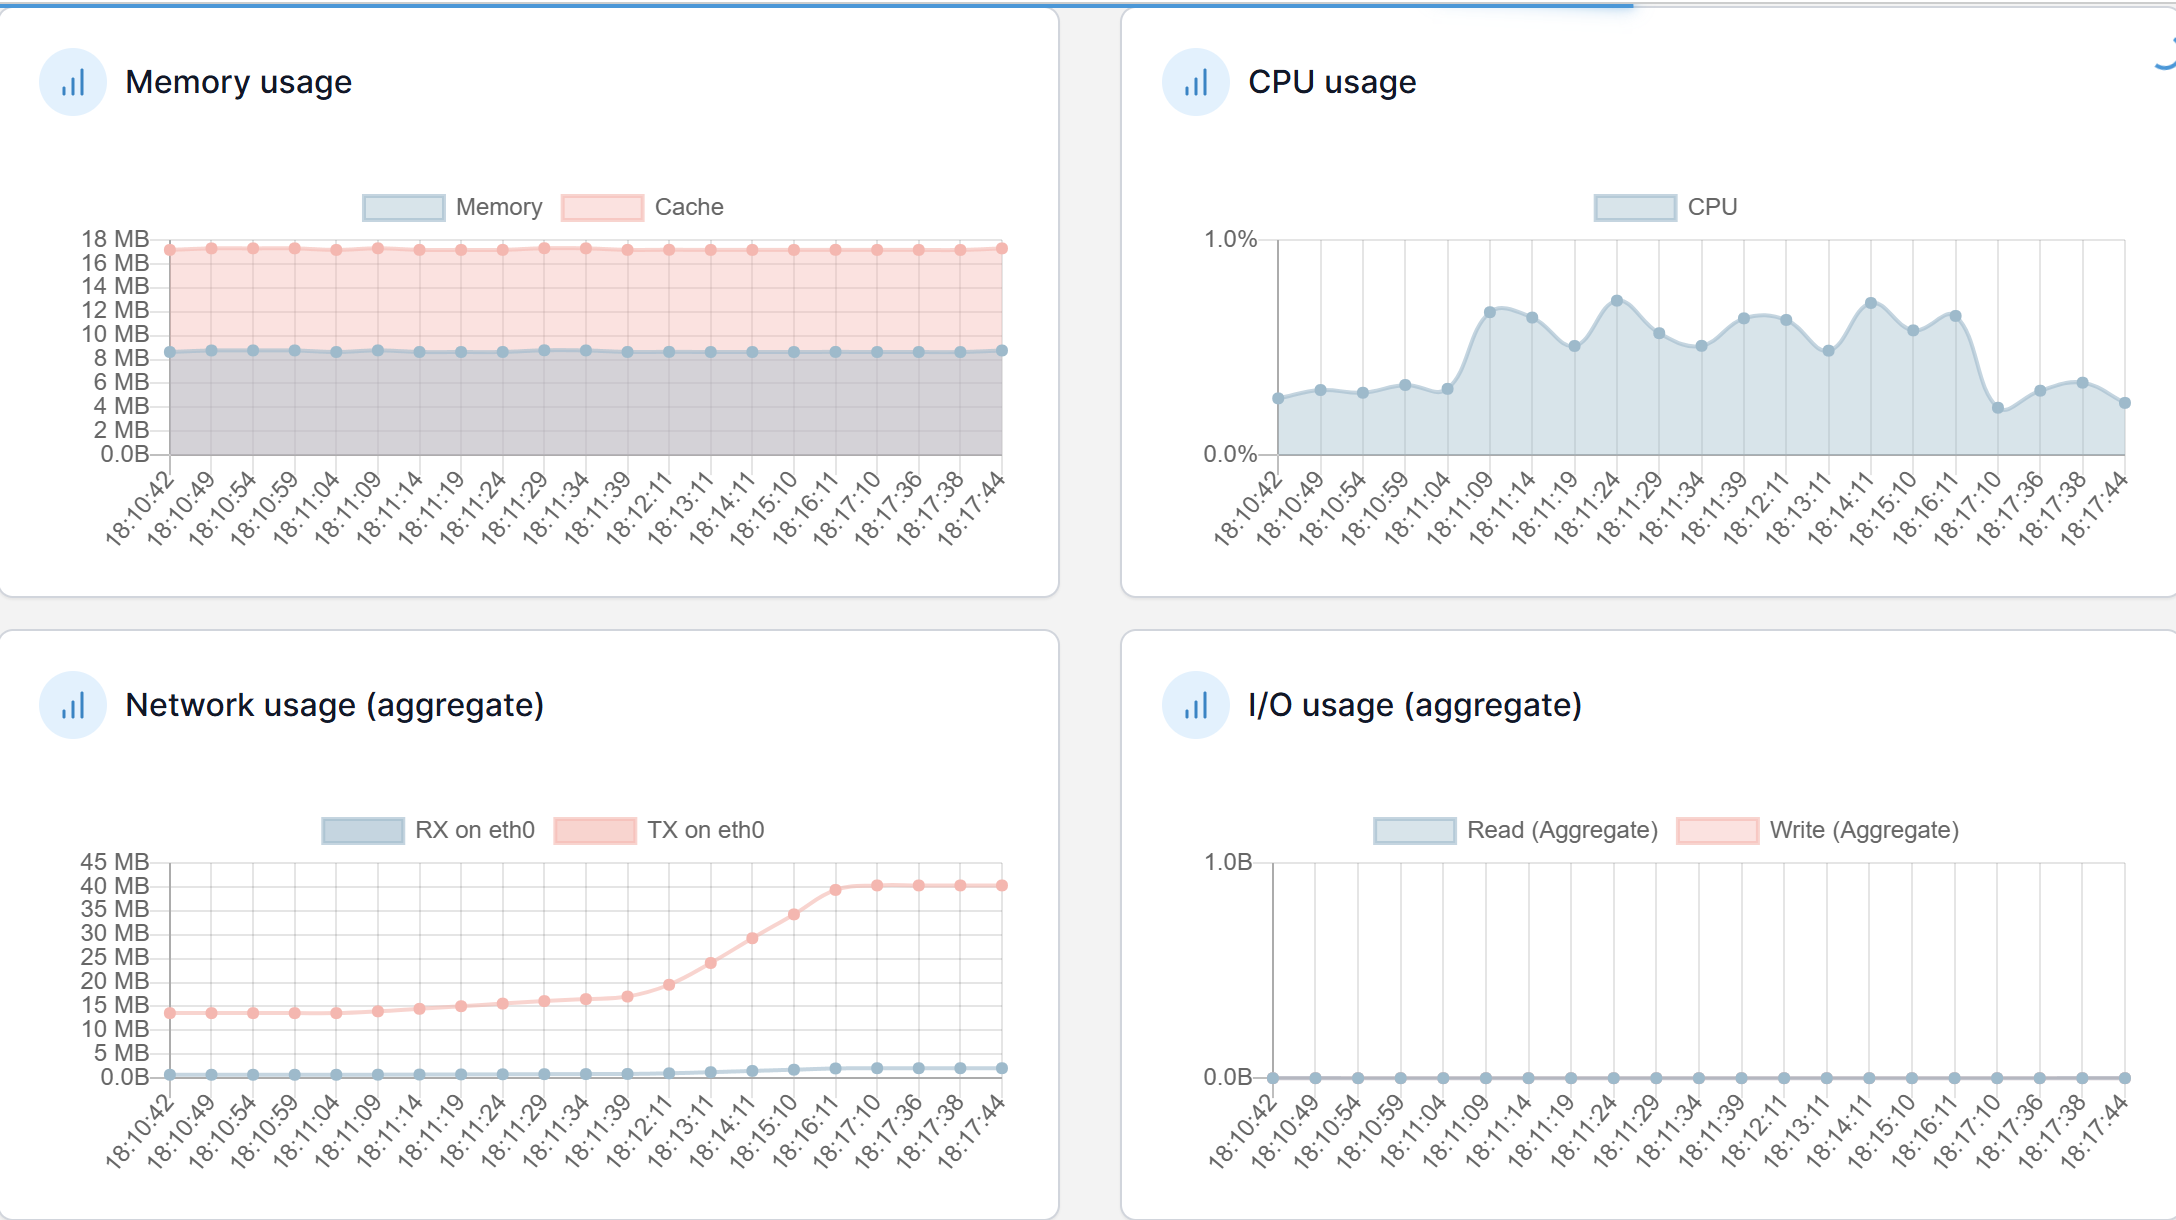 Memory usage
Memory Cache
18 MB
16 MB
14 MB
12 MB
10 MB
8 MB
6 MB
4 MB
2 MB
0.0B
18:10:42 18:10:49 18:10:54 18:10:59 18:11:04 18:11:09 18:11:14 18:11:19 18:11:24 18:11:29 18:11:34 18:11:39 18:12:11 18:13:11 18:14:11 18:15:10 18:16:11 18:17:10 18:17:36 18:17:38 18:17:44
CPU usage
CPU
1.0%
0.0%
18:10:42 18:10:49 18:10:54 18:10:59 18:11:04 18:11:09 18:11:14 18:11:19 18:11:24 18:11:29 18:11:34 18:11:39 18:12:11 18:13:11 18:14:11 18:15:10 18:16:11 18:17:10 18:17:36 18:17:38 18:17:44
Network usage (aggregate)
RX on eth0 TX on eth0
45 MB
40 MB
35 MB
30 MB
25 MB
20 MB
15 MB
10 MB
5 MB
0.0B
18:10:42 18:10:49 18:10:54 18:10:59 18:11:04 18:11:09 18:11:14 18:11:19 18:11:24 18:11:29 18:11:34 18:11:39 18:12:11 18:13:11 18:14:11 18:15:10 18:16:11 18:17:10 18:17:36 18:17:38 18:17:44
I/O usage (aggregate)
Read (Aggregate) Write (Aggregate)
1.0B
0.0B
18:10:42 18:10:49 18:10:54 18:10:59 18:11:04 18:11:09 18:11:14 18:11:19 18:11:24 18:11:29 18:11:34 18:11:39 18:12:11 18:13:11 18:14:11 18:15:10 18:16:11 18:17:10 18:17:36 18:17:38 18:17:44